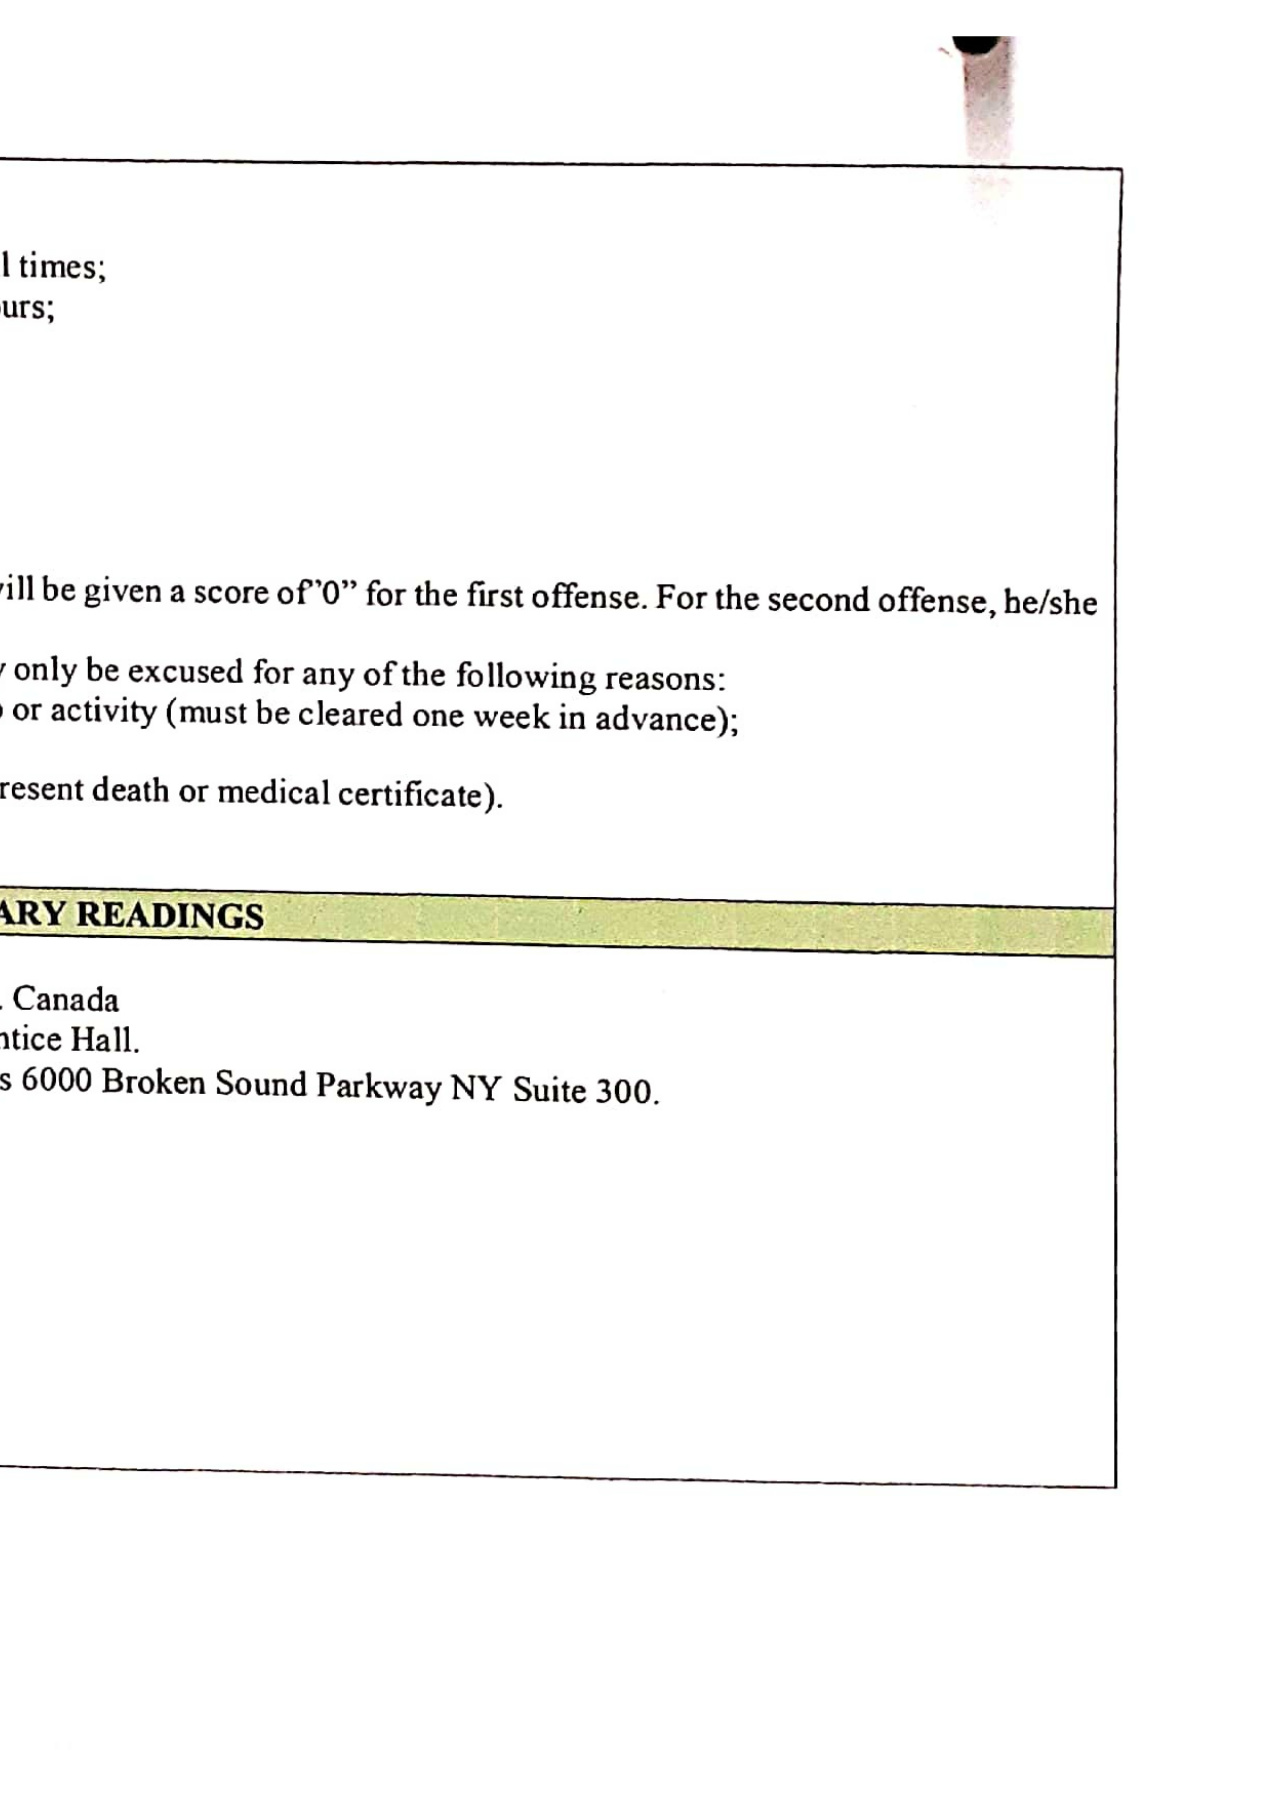 l times;
urs;
ill be given a score of"0” for the first offense. For the second offense, he/she
only be excused for any of the following reasons:
or activity (must be cleared one week in advance);
resent death or medical certificate).
ARY READINGS
. Canada
ntice Hall.
s 6000 Broken Sound Parkway NY Suite 300.